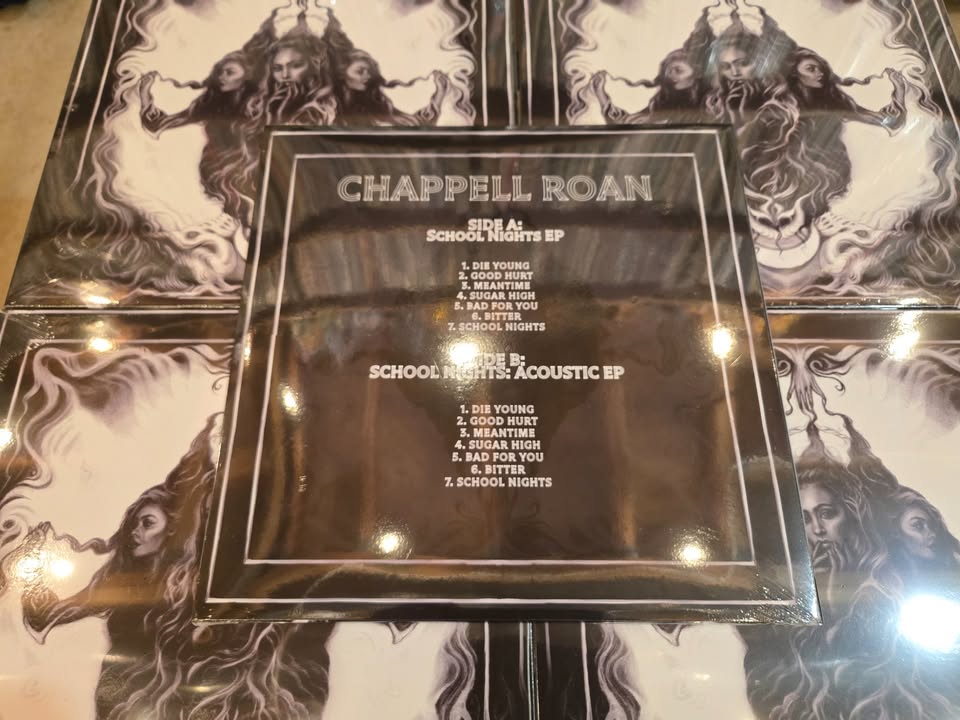 CHAPPELL ROAN
SIDE A:
SCHOOL NIGHTS EP
1. DIE YOUNG
2. GOOD HURT
3. MEANTIME
4. SUGAR HIGH
5. BAD FOR YOU
6. BITTER
7. SCHOOL NIGHTS
SIDE B:
SCHOOL NIGHTS: ACOUSTIC EP
1. DIE YOUNG
2. GOOD HURT
3. MEANTIME
4. SUGAR HIGH
5. BAD FOR YOU
6. BITTER
7. SCHOOL NIGHTS